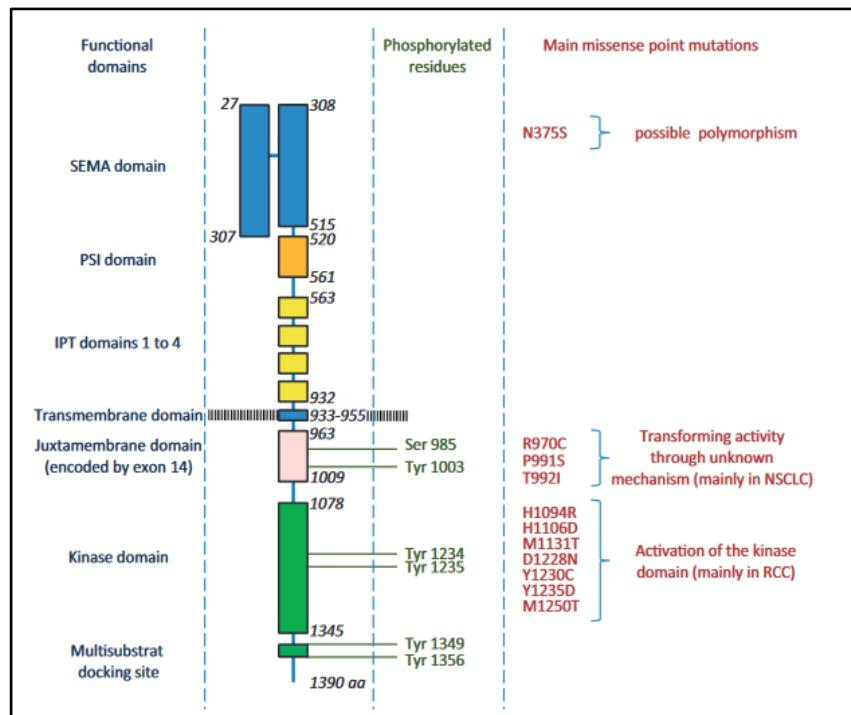 Functional
domains
Phosphorylated
residues
Main missense point mutations
27
308
N375S
possible polymorphism
SEMA domain
515
307
520
PSI domain
561
563
IPT domains 1 to 4
932
Transmembrane domain
933-955
963
Juxtamembrane domain
(encoded by exon 14)
Ser 985
Tyr 1003
1009
R970C
P991S
T992I
Transforming activity
through unknown
mechanism (mainly in NSCLC)
1078
Kinase domain
Tyr 1234
Tyr 1235
H1094R
H1106D
M1131T
D1228N
Y1230C
Y1235D
M1250T
Activation of the kinase
domain (mainly in RCC)
1345
Multisubstrat
docking site
Tyr 1349
Tyr 1356
1390 aa